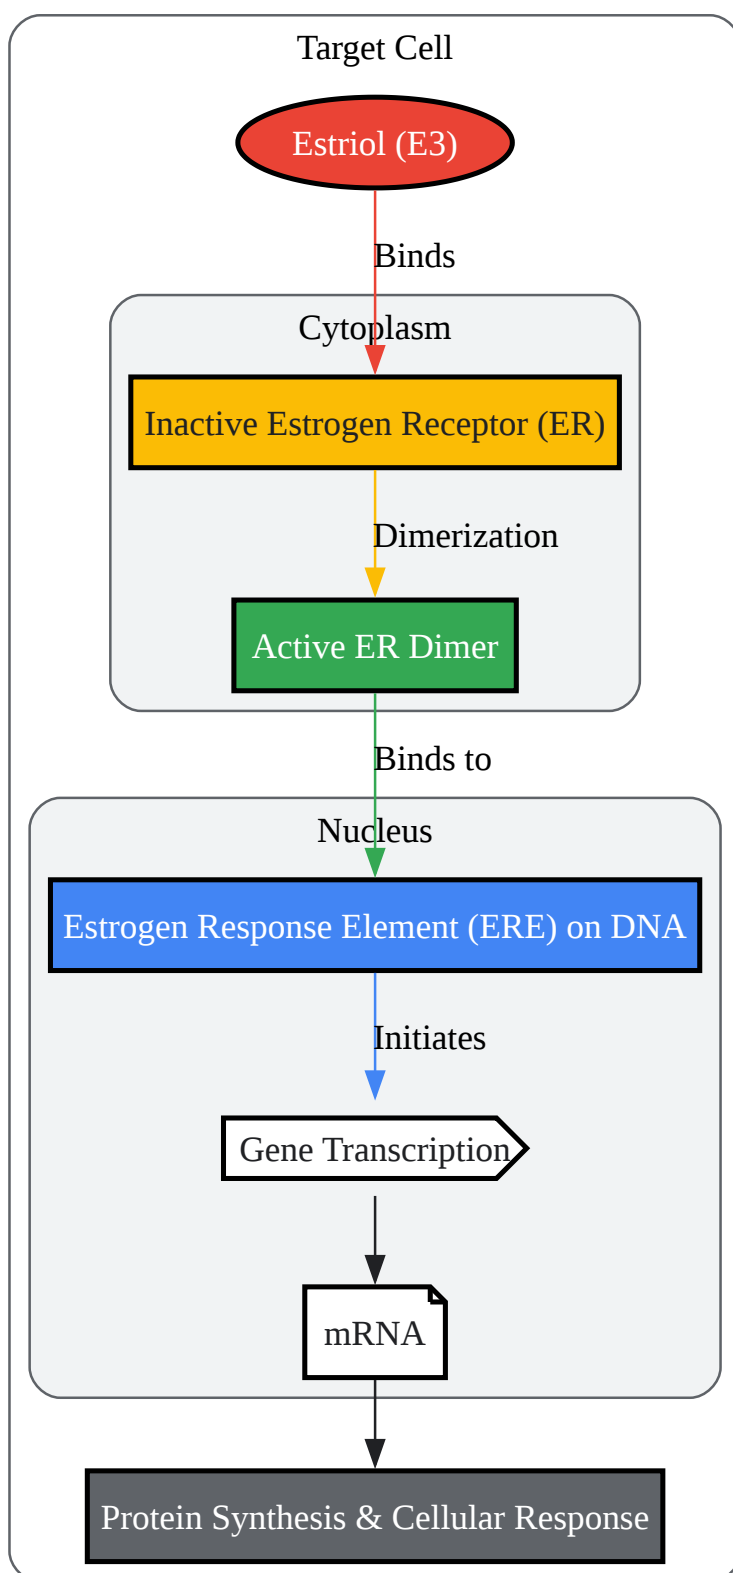 Target Cell
Estriol (E3)
Binds
Cytoplasm
Inactive Estrogen Receptor (ER)
Dimerization
Active ER Dimer
Binds to
Nucleus
Estrogen Response Element (ERE) on DNA
Initiates
Gene Transcription
mRNA
Protein Synthesis & Cellular Response